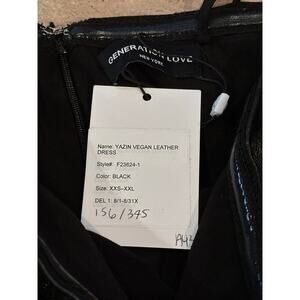 GENERATION LOVE
NEW YORK
Name: YAZIN VEGAN LEATHER
DRESS
Style#: F23624-1
Color: BLACK
Size: XXS-XXL
DEL 1: 8/1-8/31X
156/345